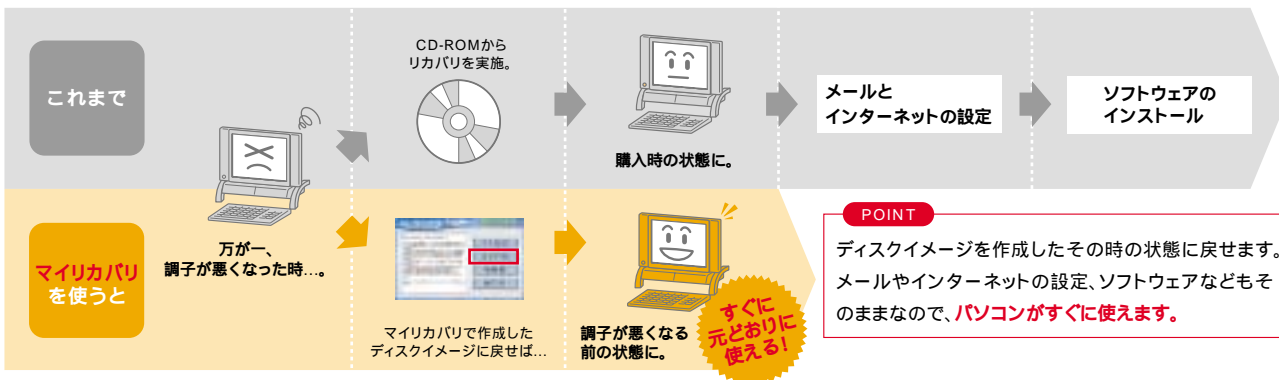 これまで
CD-ROMから
リカバリを実施。
購入時の状態に。
メールと
インターネットの設定
ソフトウェアの
インストール
マイリカバリ
を使うと
万が一、
調子が悪くなった時…。
マイリカバリで作成した
ディスクイメージに戻せば…
調子が悪くなる
前の状態に。
すぐに
元どおりに
使える!
POINT
ディスクイメージを作成したその時の状態に戻せます。
メールやインターネットの設定、ソフトウェアなどもそ
のままなので、パソコンがすぐに使えます。